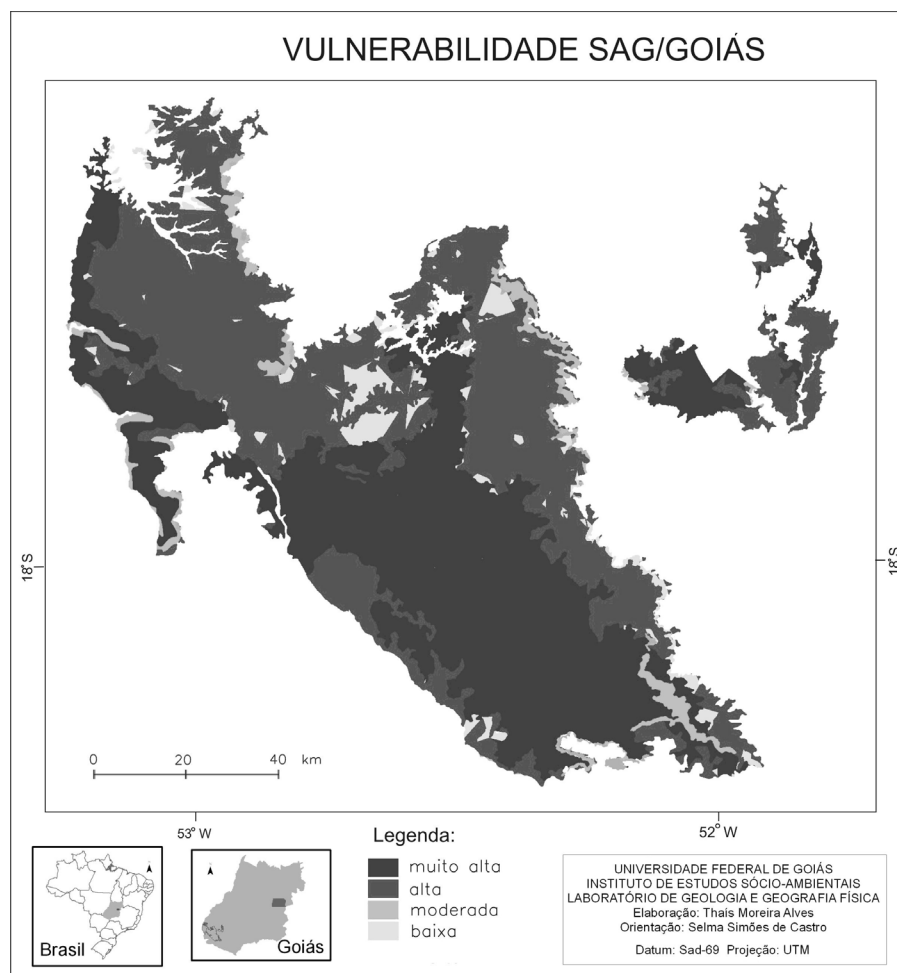 VULNERABILIDADE SAG/GOIÁS
18°S
18°S
0 20 40 km
53° W
52° W
Legenda:
muito alta
alta
moderada
baixa
Brasil
Goiás
UNIVERSIDADE FEDERAL DE GOIÁS
INSTITUTO DE ESTUDOS SÓCIO-AMBIENTAIS
LABORATÓRIO DE GEOLOGIA E GEOGRAFIA FÍSICA
Elaboração: Thaís Moreira Alves
Orientação: Selma Simões de Castro
Datum: Sad-69 Projeção: UTM